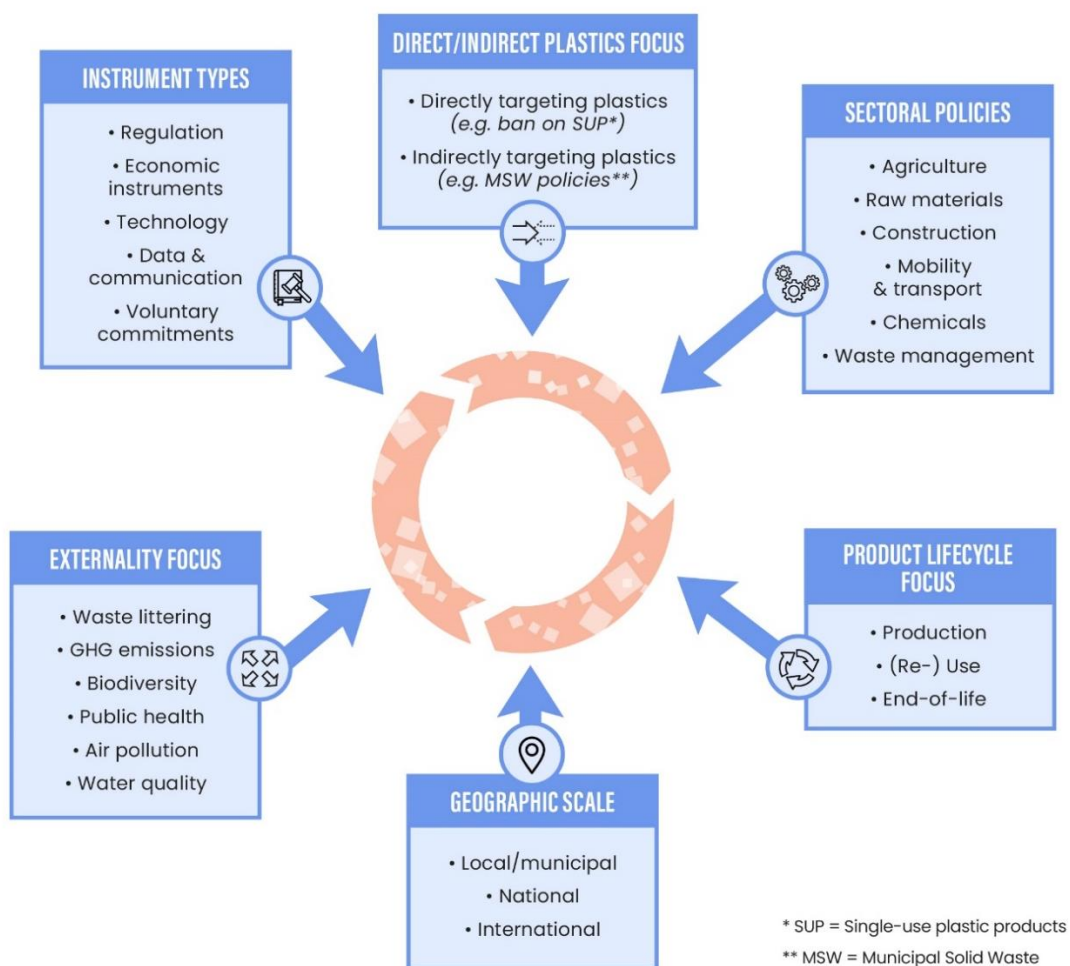 DIRECT/INDIRECT PLASTICS FOCUS
• Directly targeting plastics
(e.g. ban on SUP*)
• Indirectly targeting plastics
(e.g. MSW policies**)
INSTRUMENT TYPES
• Regulation
• Economic
instruments
• Technology
• Data &
communication
• Voluntary
commitments
SECTORAL POLICIES
• Agriculture
• Raw materials
• Construction
• Mobility
& transport
• Chemicals
• Waste management
EXTERNALITY FOCUS
• Waste littering
• GHG emissions
• Biodiversity
• Public health
• Air pollution
• Water quality
PRODUCT LIFECYCLE
FOCUS
• Production
• (Re-) Use
• End-of-life
GEOGRAPHIC SCALE
• Local/municipal
• National
• International
* SUP = Single-use plastic products
** MSW = Municipal Solid Waste